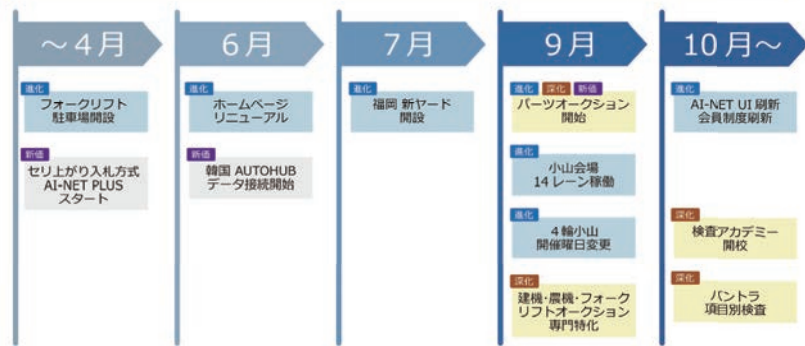 ～4月
進化
フォークリフト
駐車場開設
新価
セリ上がり入札方式
AI-NET PLUS
スタート
6月
進化
ホームページ
リニューアル
新価
韓国 AUTOHUB
データ接続開始
7月
進化
福岡 新ヤード
開設
9月
進化 深化 新価
パーツオークション
開始
進化
小山会場
14レーン稼働
進化
4輪小山
開催曜日変更
深化
建機・農機・フォーク
リフトオークション
専門特化
10月～
進化
AI-NET UI刷新
会員制度刷新
深化
検査アカデミー
開校
深化
バントラ
項目別検査